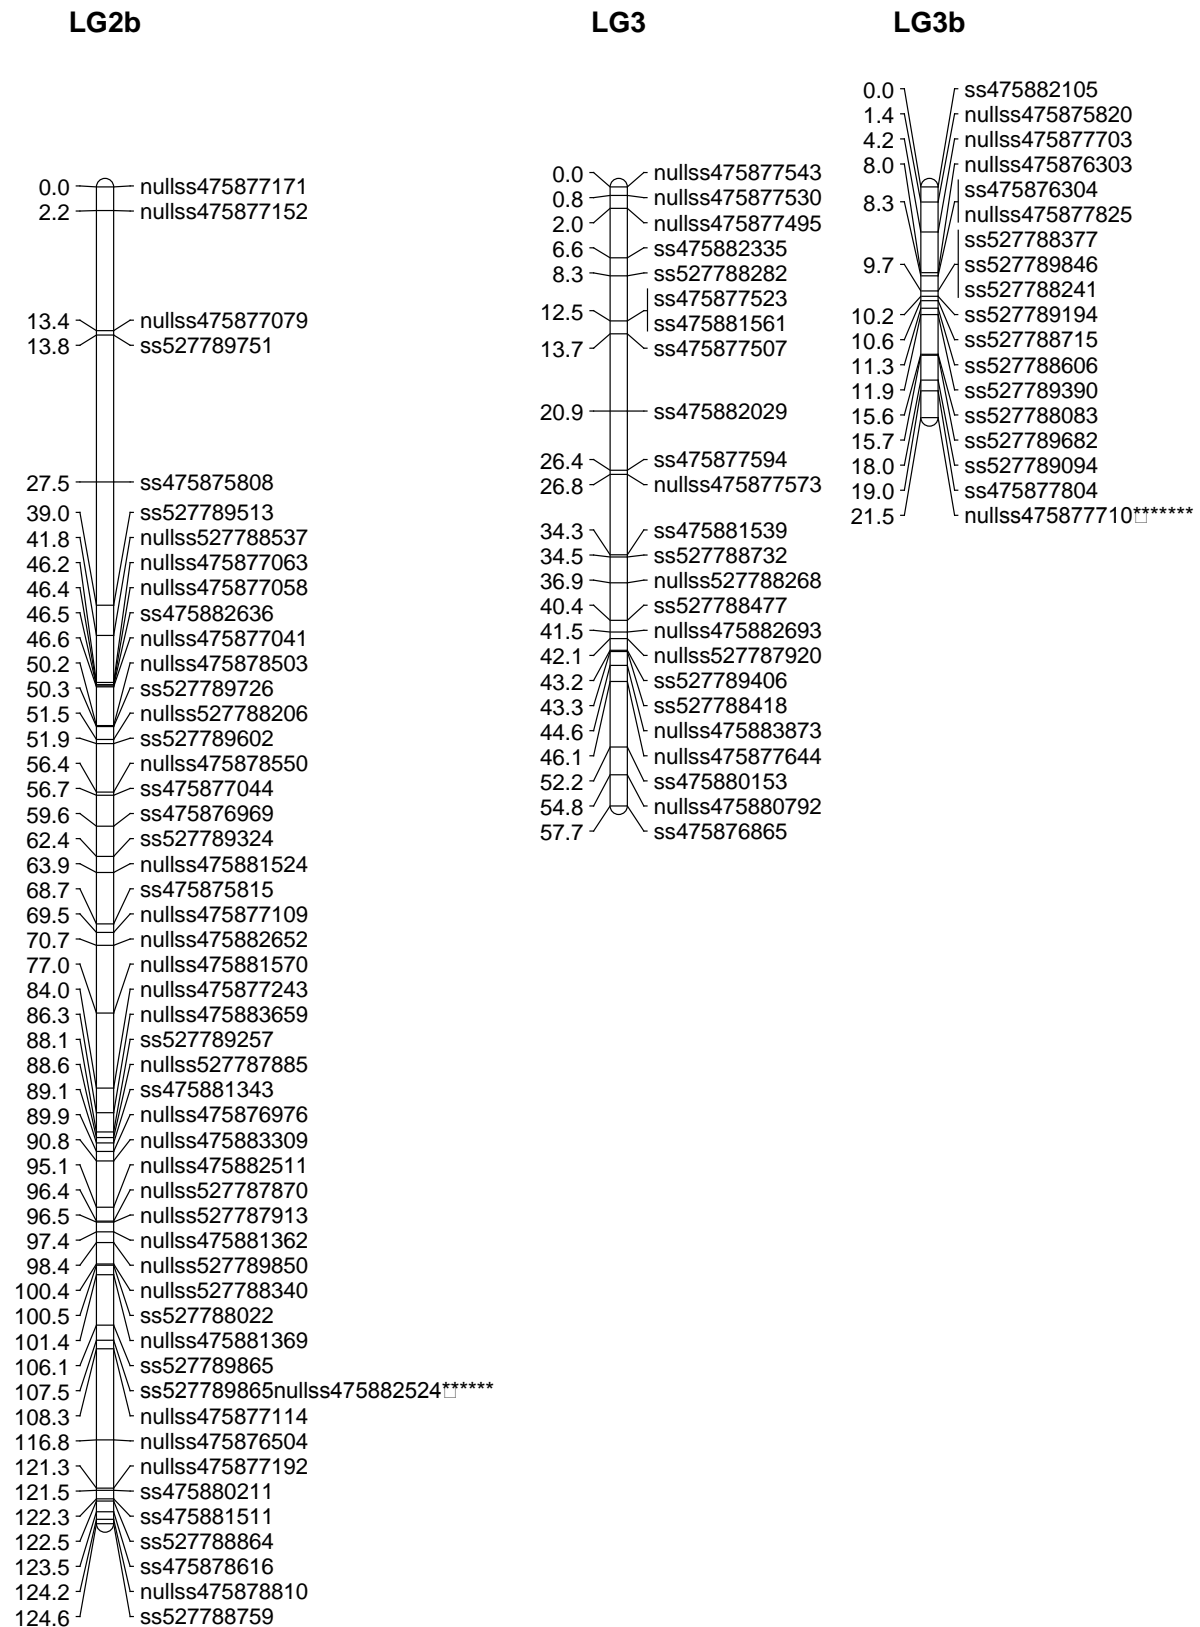 LG2b
0.0 nullss475877171
2.2 nullss475877152
13.4 nullss475877079
13.8 ss527789751
27.5 ss475875808
39.0 ss527789513
41.8 nullss527788537
46.2 nullss475877063
46.4 nullss475877058
46.5 ss475882636
46.6 nullss475877041
50.2 nullss475878503
50.3 ss527789726
51.5 nullss527788206
51.9 ss527789602
56.4 nullss475878550
56.7 ss475877044
59.6 ss475876969
62.4 ss527789324
63.9 nullss475881524
68.7 ss475875815
69.5 nullss475877109
70.7 nullss475882652
77.0 nullss475881570
84.0 nullss475877243
86.3 nullss475883659
88.1 ss527789257
88.6 nullss527787885
89.1 ss475881343
89.9 nullss475876976
90.8 nullss475883309
95.1 nullss475882511
96.4 nullss527787870
96.5 nullss527787913
97.4 nullss475881362
98.4 nullss527789850
100.4 nullss527788340
100.5 ss527788022
101.4 nullss475881369
106.1 ss527789865
107.5 ss527789865nullss475882524□******
108.3 nullss475877114
116.8 nullss475876504
121.3 nullss475877192
121.5 ss475880211
122.3 ss475881511
122.5 ss527788864
123.5 ss475878616
124.2 nullss475878810
124.6 ss527788759
LG3
0.0 nullss475877543
0.8 nullss475877530
2.0 nullss475877495
6.6 ss475882335
8.3 ss527788282
12.5 ss475877523
ss475881561
13.7 ss475877507
20.9 ss475882029
26.4 ss475877594
26.8 nullss475877573
34.3 ss475881539
34.5 ss527788732
36.9 nullss527788268
40.4 ss527788477
41.5 nullss475882693
42.1 nullss527787920
43.2 ss527789406
43.3 ss527788418
44.6 nullss475883873
46.1 nullss475877644
52.2 ss475880153
54.8 nullss475880792
57.7 ss475876865
LG3b
0.0 ss475882105
1.4 nullss475875820
4.2 nullss475877703
8.0 nullss475876303
8.3 ss475876304
nullss475877825
ss527788377
9.7 ss527789846
ss527788241
10.2 ss527789194
10.6 ss527788715
11.3 ss527788606
11.9 ss527789390
15.6 ss527788083
15.7 ss527789682
18.0 ss527789094
19.0 ss475877804
21.5 nullss475877710□*******